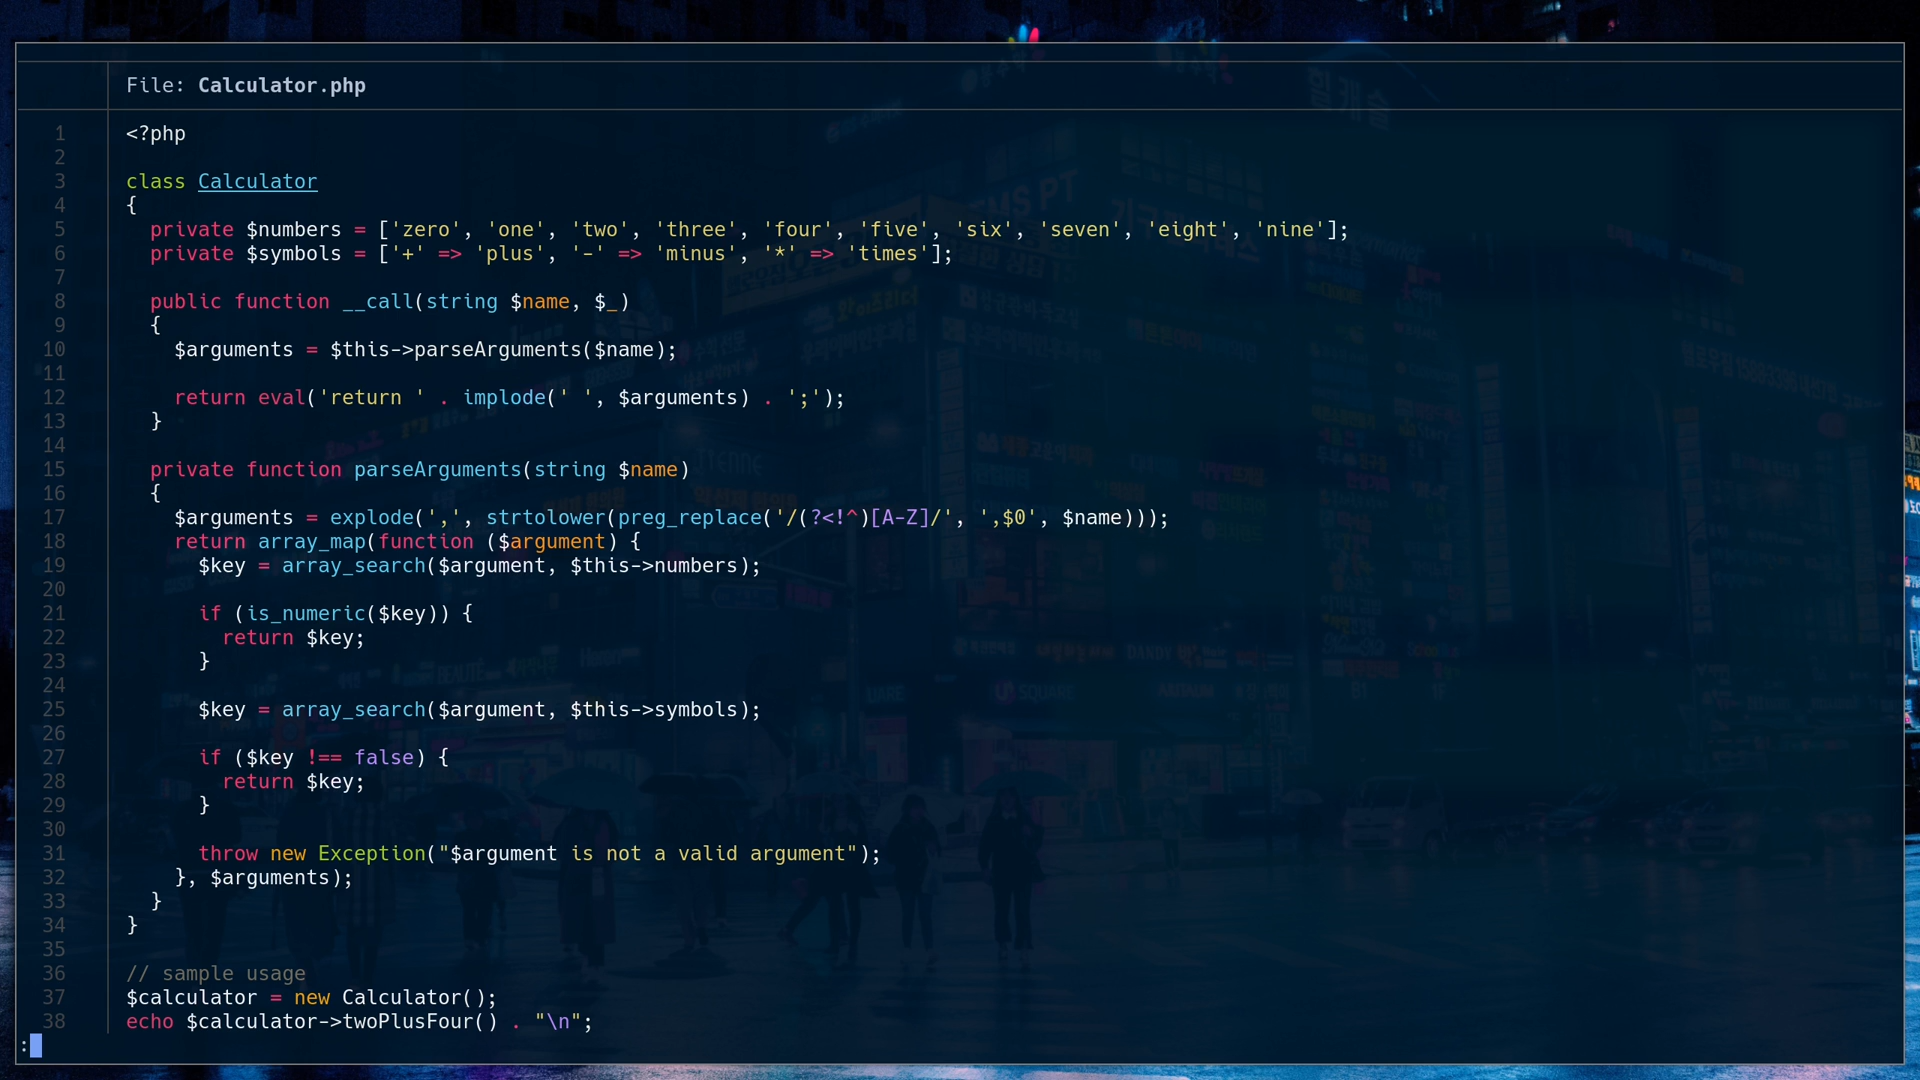 File: Calculator.php
1 <?php
2
3 class Calculator
4 {
5   private $numbers = ['zero', 'one', 'two', 'three', 'four', 'five', 'six', 'seven', 'eight', 'nine'];
6   private $symbols = ['+' => 'plus', '-' => 'minus', '*' => 'times'];
7
8   public function __call(string $name, $_)
9   {
10     $arguments = $this->parseArguments($name);
11
12     return eval('return ' . implode(' ', $arguments) . ';');
13   }
14
15   private function parseArguments(string $name)
16   {
17     $arguments = explode(',', strtolower(preg_replace('/(?<!^)[A-Z]/', ',$0', $name)));
18     return array_map(function ($argument) {
19       $key = array_search($argument, $this->numbers);
20
21       if (is_numeric($key)) {
22         return $key;
23       }
24
25       $key = array_search($argument, $this->symbols);
26
27       if ($key !== false) {
28         return $key;
29       }
30
31       throw new Exception("$argument is not a valid argument");
32     }, $arguments);
33   }
34 }
35
36 // sample usage
37 $calculator = new Calculator();
38 echo $calculator->twoPlusFour() . "\n";
: